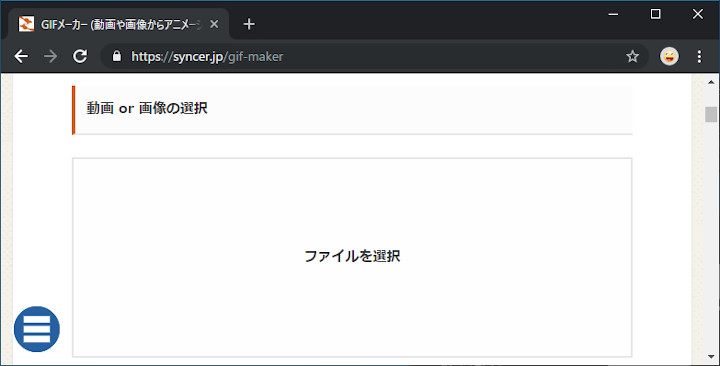 GIFメーカー (動画や画像からアニメーシ
https://syncer.jp/gif-maker
動画 or 画像の選択
ファイルを選択